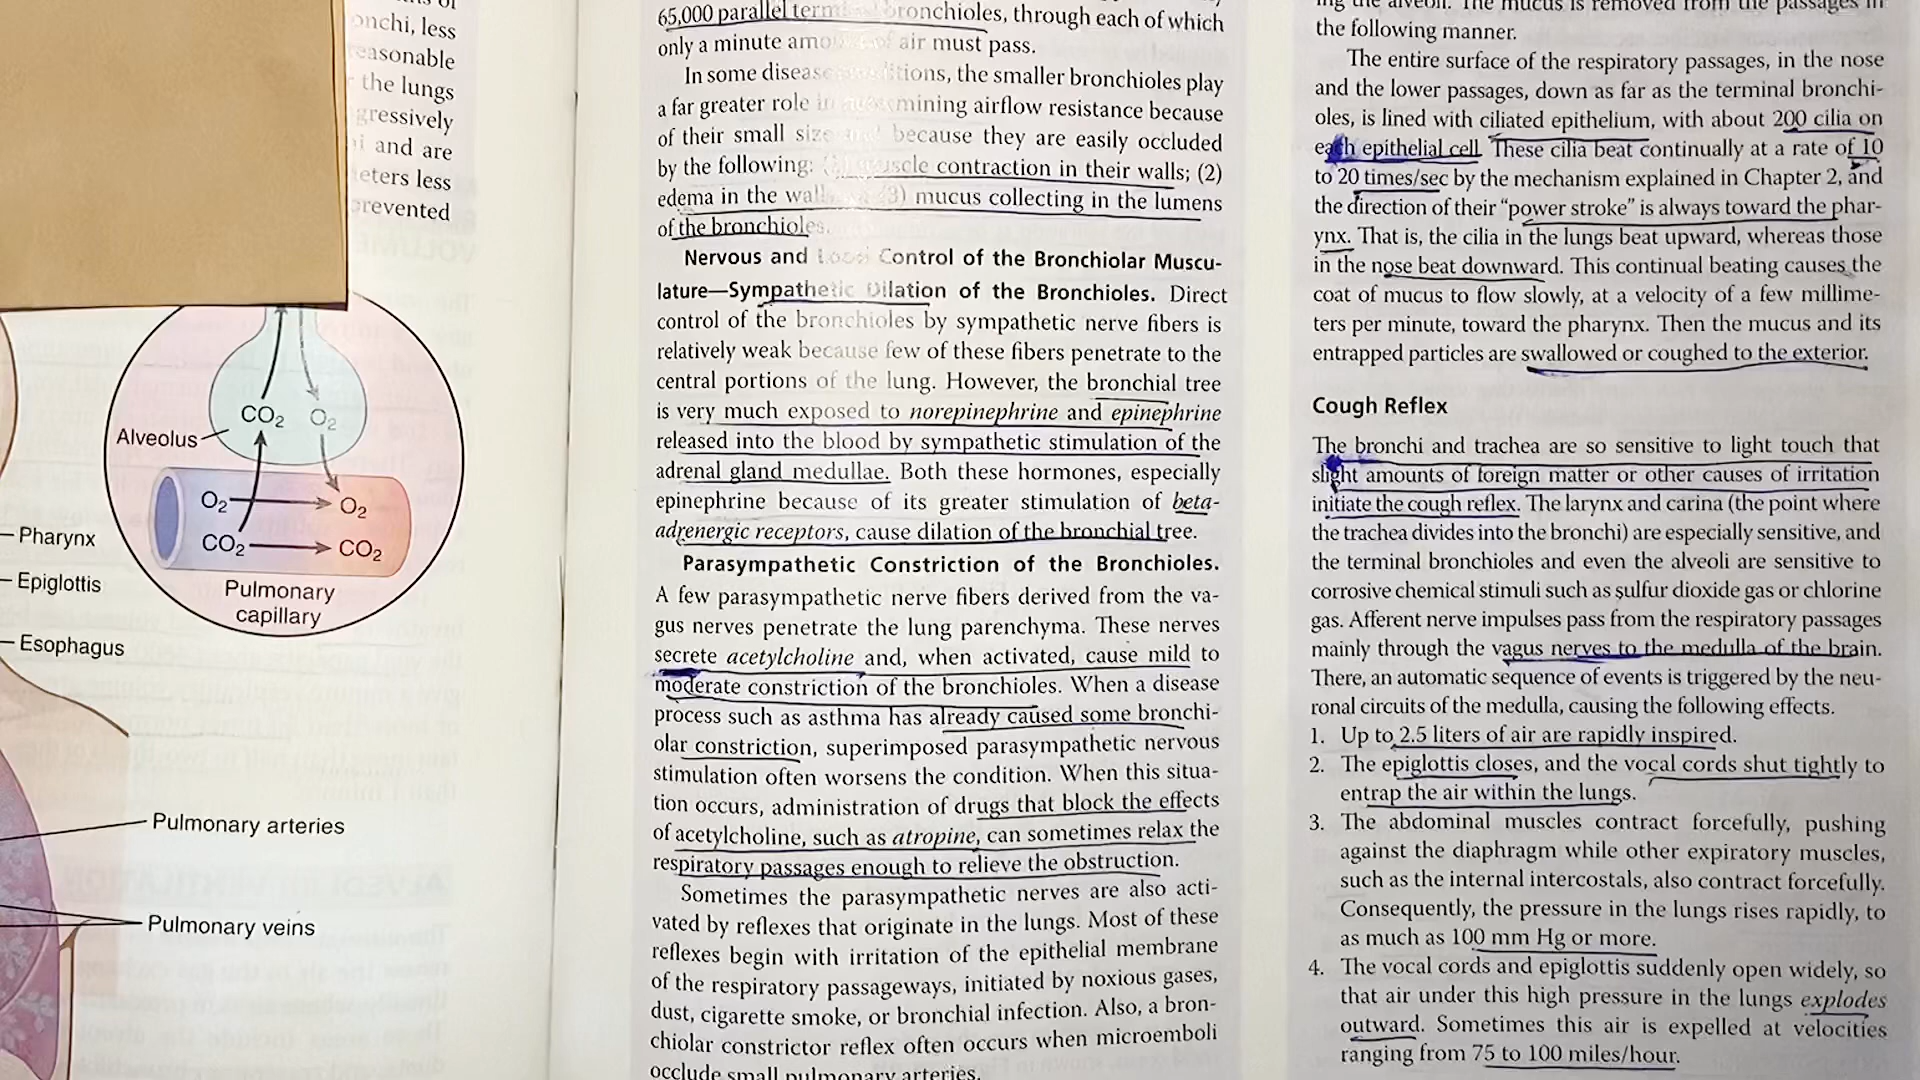 onchi, less
reasonable
the lungs
gressively
and are
eters less
prevented
Alveolus
CO₂ O₂
O₂ O₂
CO₂ CO₂
Pulmonary
capillary
Pharynx
Epiglottis
Esophagus
Pulmonary arteries
Pulmonary veins
65,000 parallel bronchioles, through each of which
only a minute of air must pass.
In some disease the smaller bronchioles play
a far greater role in airflow resistance because
of their small size because they are easily occluded
by the following: contraction in their walls; (2)
edema in the (3) mucus collecting in the lumens
of the bronchioles.
Nervous and Local Control of the Bronchiolar Muscu-
lature—Sympathetic Dilation of the Bronchioles. Direct
control of the bronchioles by sympathetic nerve fibers is
relatively weak because few of these fibers penetrate to the
central portions of the lung. However, the bronchial tree
is very much exposed to norepinephrine and epinephrine
released into the blood by sympathetic stimulation of the
adrenal gland medullae. Both these hormones, especially
epinephrine because of its greater stimulation of beta-
adrenergic receptors, cause dilation of the bronchial tree.
Parasympathetic Constriction of the Bronchioles.
A few parasympathetic nerve fibers derived from the va-
gus nerves penetrate the lung parenchyma. These nerves
secrete acetylcholine and, when activated, cause mild to
moderate constriction of the bronchioles. When a disease
process such as asthma has already caused some bronchi-
olar constriction, superimposed parasympathetic nervous
stimulation often worsens the condition. When this situa-
tion occurs, administration of drugs that block the effects
of acetylcholine, such as atropine, can sometimes relax the
respiratory passages enough to relieve the obstruction.
Sometimes the parasympathetic nerves are also acti-
vated by reflexes that originate in the lungs. Most of these
reflexes begin with irritation of the epithelial membrane
of the respiratory passageways, initiated by noxious gases,
dust, cigarette smoke, or bronchial infection. Also, a bron-
chiolar constrictor reflex often occurs when microemboli
occlude small pulmonary arteries.
ing the alveoli. The mucus is removed from the passages in
the following manner.
The entire surface of the respiratory passages, in the nose
and the lower passages, down as far as the terminal bronchi-
oles, is lined with ciliated epithelium, with about 200 cilia on
each epithelial cell. These cilia beat continually at a rate of 10
to 20 times/sec by the mechanism explained in Chapter 2, and
the direction of their “power stroke” is always toward the phar-
ynx. That is, the cilia in the lungs beat upward, whereas those
in the nose beat downward. This continual beating causes the
coat of mucus to flow slowly, at a velocity of a few millime-
ters per minute, toward the pharynx. Then the mucus and its
entrapped particles are swallowed or coughed to the exterior.
Cough Reflex
The bronchi and trachea are so sensitive to light touch that
slight amounts of foreign matter or other causes of irritation
initiate the cough reflex. The larynx and carina (the point where
the trachea divides into the bronchi) are especially sensitive, and
the terminal bronchioles and even the alveoli are sensitive to
corrosive chemical stimuli such as sulfur dioxide gas or chlorine
gas. Afferent nerve impulses pass from the respiratory passages
mainly through the vagus nerves to the medulla of the brain.
There, an automatic sequence of events is triggered by the neu-
ronal circuits of the medulla, causing the following effects.
1. Up to 2.5 liters of air are rapidly inspired.
2. The epiglottis closes, and the vocal cords shut tightly to
entrap the air within the lungs.
3. The abdominal muscles contract forcefully, pushing
against the diaphragm while other expiratory muscles,
such as the internal intercostals, also contract forcefully.
Consequently, the pressure in the lungs rises rapidly, to
as much as 100 mm Hg or more.
4. The vocal cords and epiglottis suddenly open widely, so
that air under this high pressure in the lungs explodes
outward. Sometimes this air is expelled at velocities
ranging from 75 to 100 miles/hour.